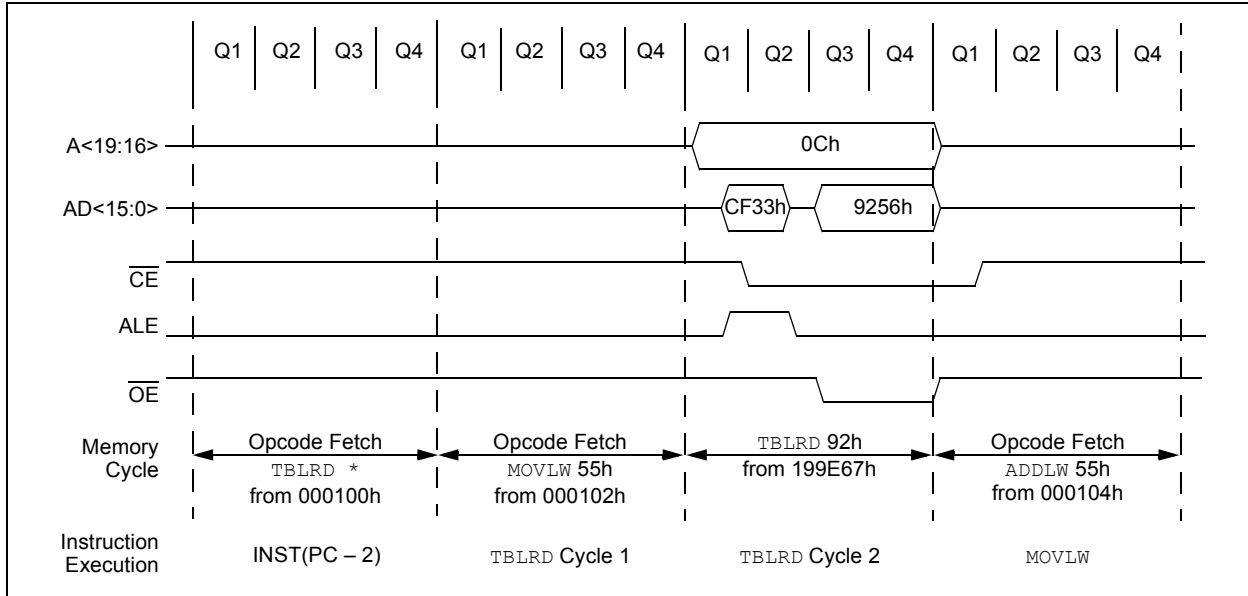 Q1 Q2 Q3 Q4 Q1 Q2 Q3 Q4 Q1 Q2 Q3 Q4 Q1 Q2 Q3 Q4
A<19:16>
0Ch
AD<15:0>
CF33h
9256h
CE
ALE
OE
Memory
Cycle
Opcode Fetch
TBLRD *
from 000100h
Opcode Fetch
MOVLW 55h
from 000102h
TBLRD 92h
from 199E67h
Opcode Fetch
ADDLW 55h
from 000104h
Instruction
Execution
INST(PC – 2)
TBLRD Cycle 1
TBLRD Cycle 2
MOVLW